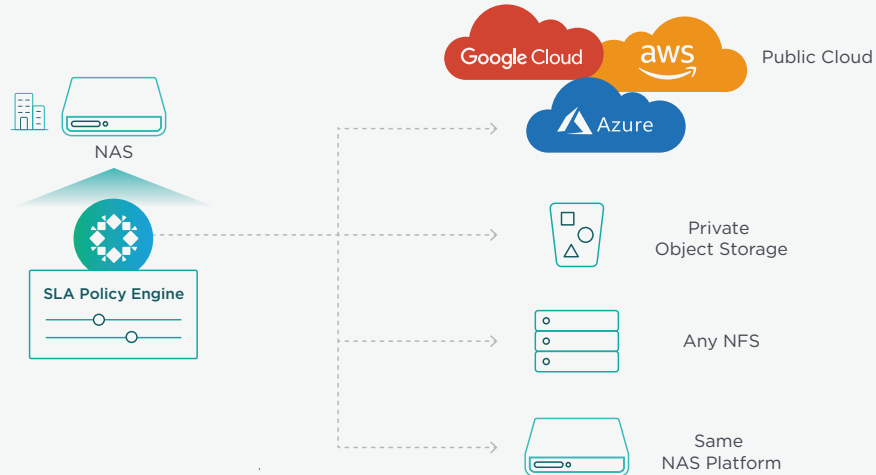 Google Cloud
aws
Public Cloud
Azure
NAS
Private
Object Storage
SLA Policy Engine
Any NFS
Same
NAS Platform